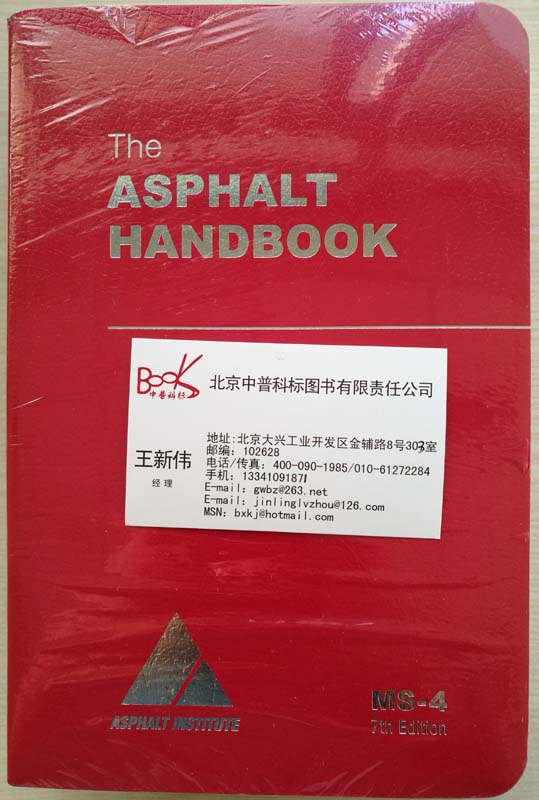 The
ASPHALT
HANDBOOK
BOOKS
中普科标
北京中普科标图书有限责任公司
王新伟
经理
地址:北京大兴工业开发区金辅路8号303室
邮编: 102628
电话/传真: 400-090-1985/010-61272284
手机: 13341091871
E-mail: gwbz@263.net
E-mail: jinlinglvzhou@126.com
MSN: bxkj@hotmail.com
ASPHALT INSTITUTE
MS-4
7th Edition